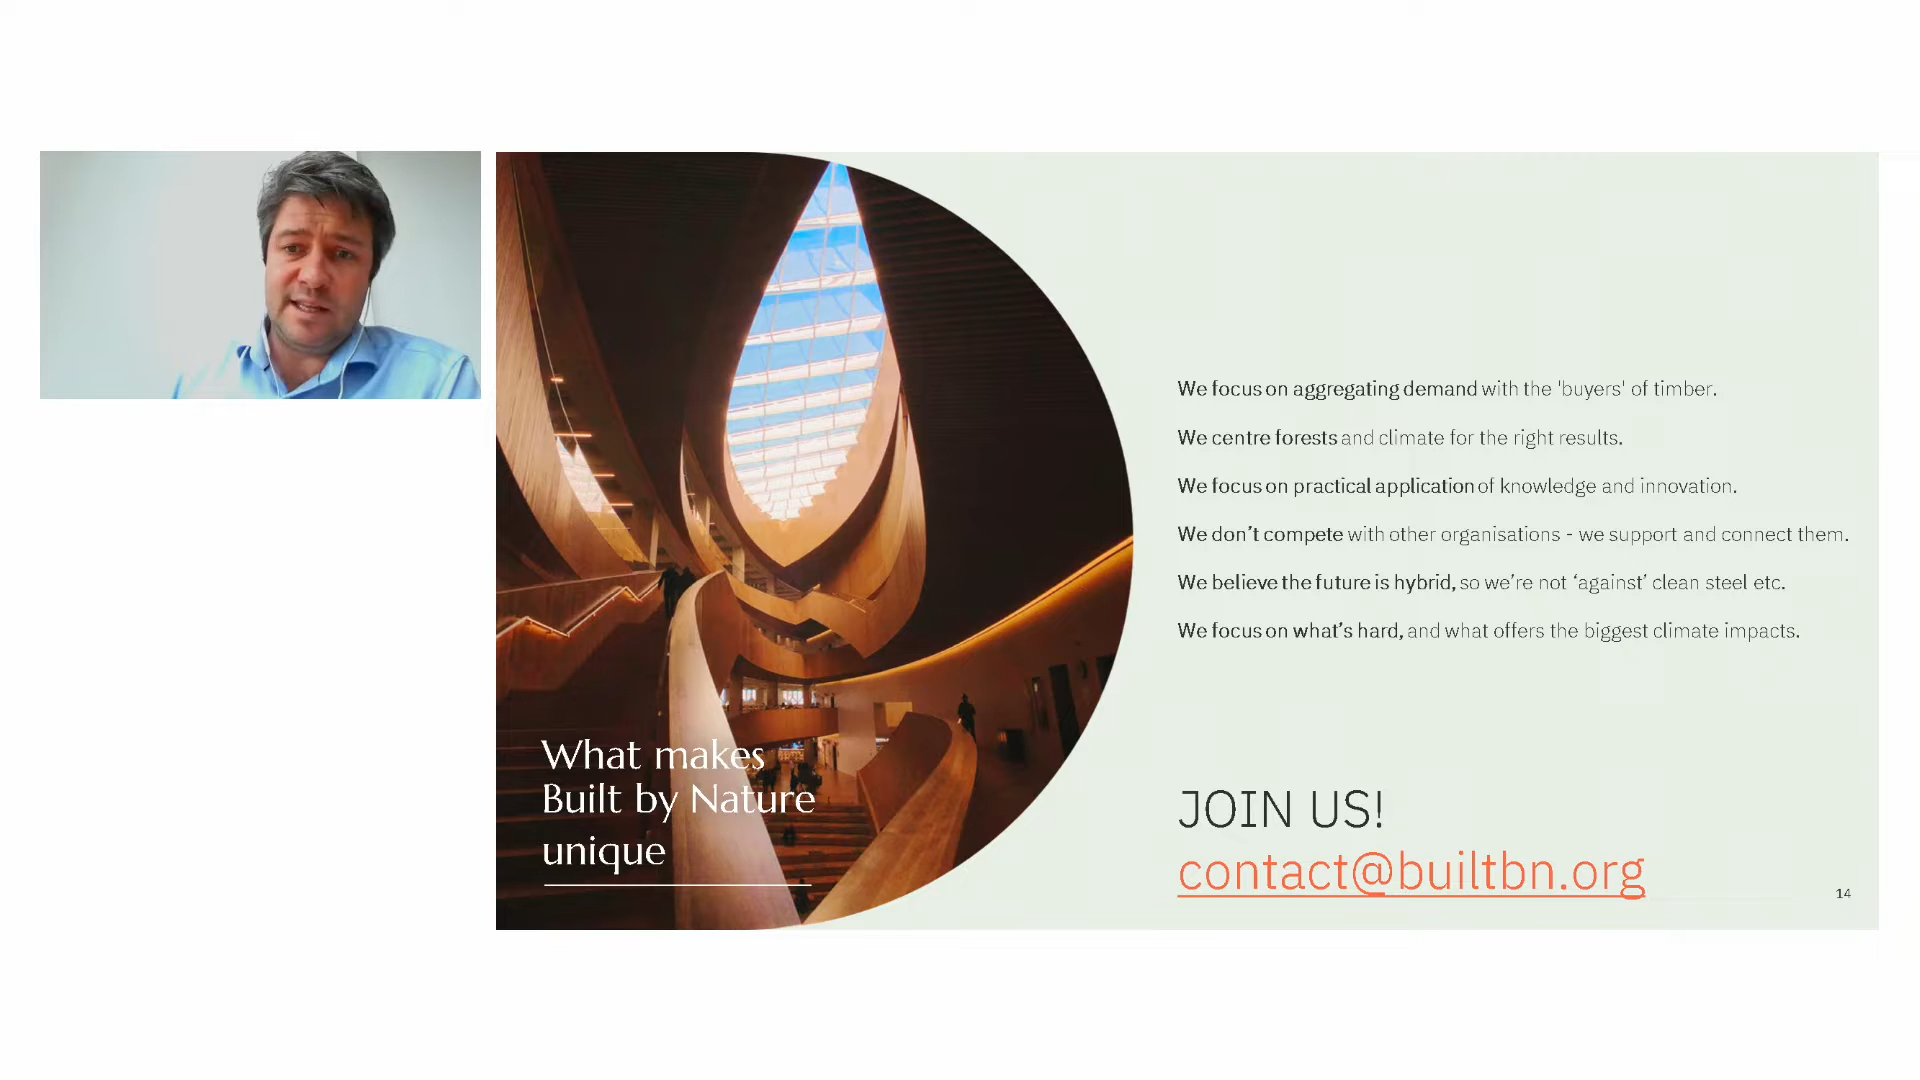 What makes
Built by Nature
unique
We focus on aggregating demand with the 'buyers' of timber.
We centre forests and climate for the right results.
We focus on practical application of knowledge and innovation.
We don’t compete with other organisations - we support and connect them.
We believe the future is hybrid, so we’re not ‘against’ clean steel etc.
We focus on what’s hard, and what offers the biggest climate impacts.
JOIN US!
contact@builtbn.org
14